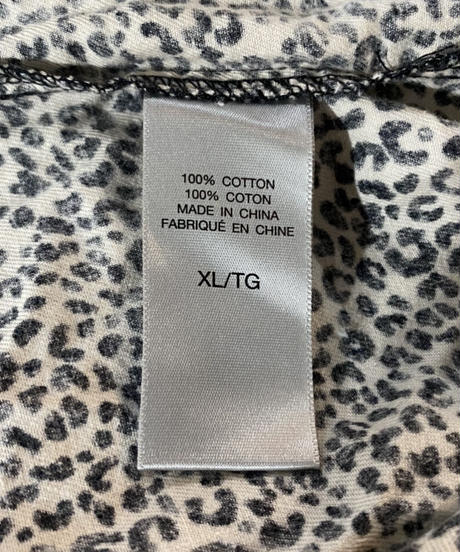 100% COTTON
100% COTON
MADE IN CHINA
FABRIQUÉ EN CHINE
XL/TG